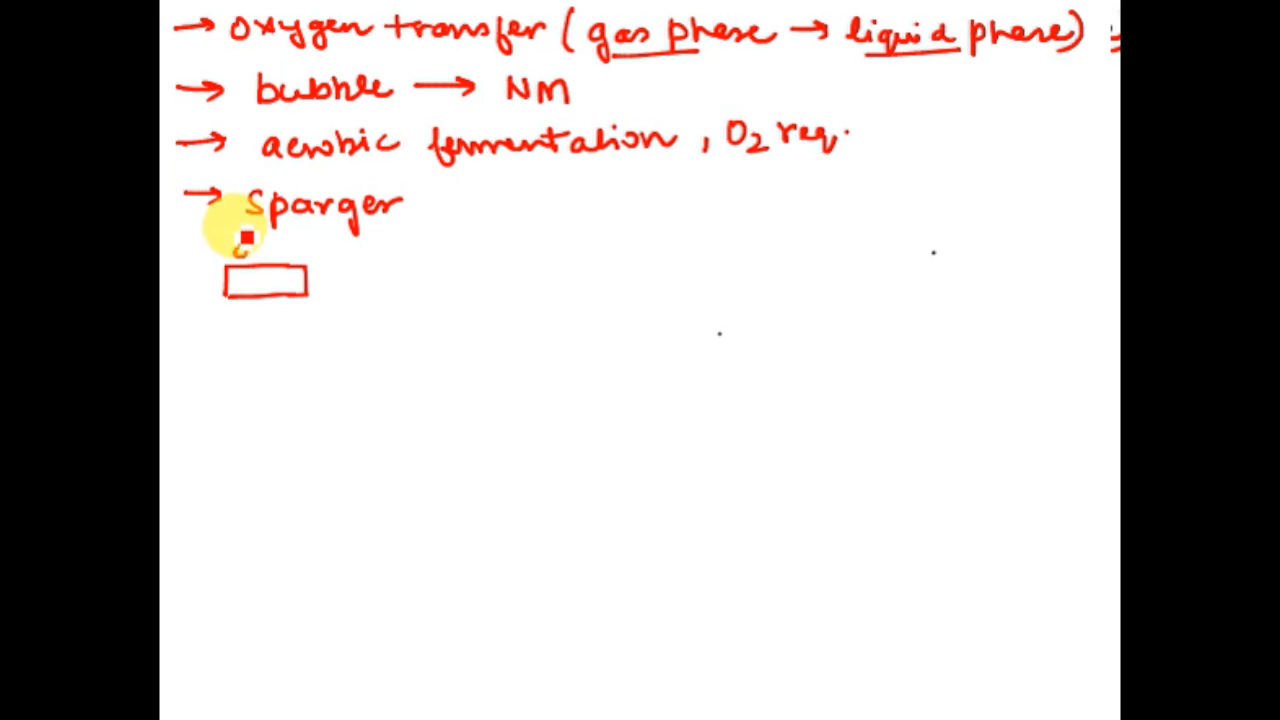 → oxygen transfer (gas phase → liquid phase)
→ bubble → NM
→ aerobic fermentation, O₂ req.
→ Sparger